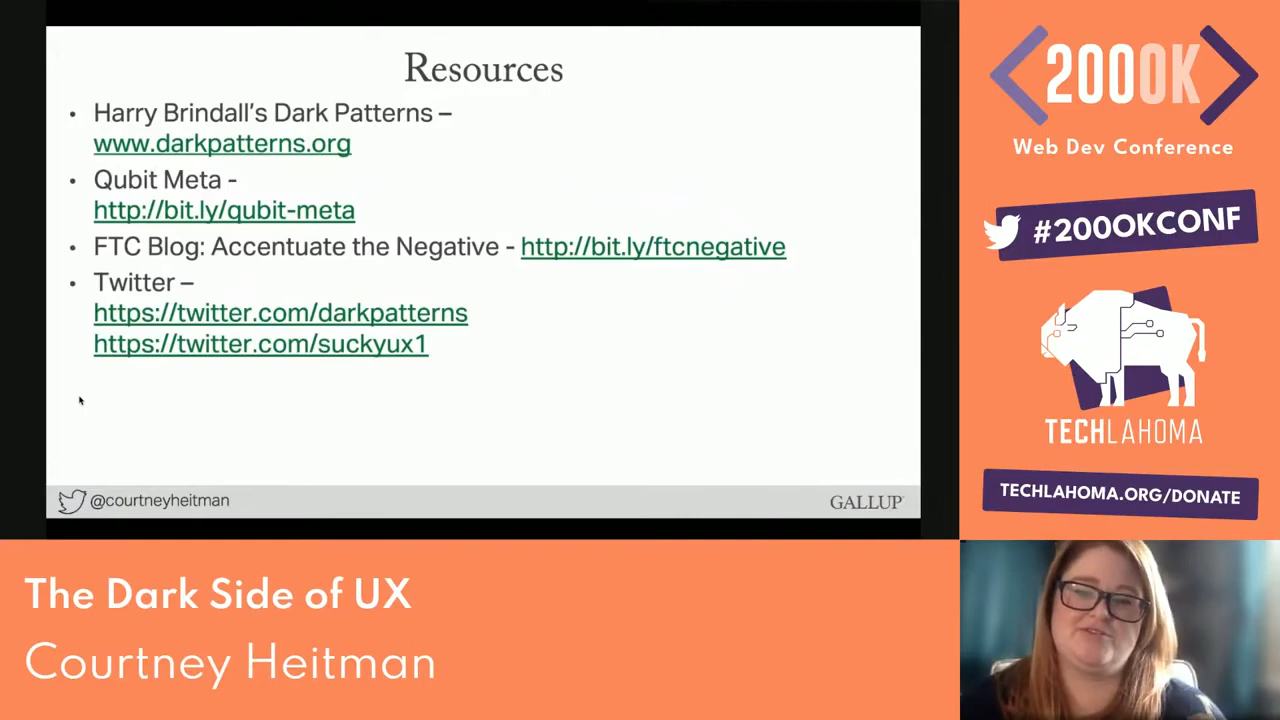 Resources
• Harry Brindall's Dark Patterns –
www.darkpatterns.org
• Qubit Meta -
http://bit.ly/qubit-meta
• FTC Blog: Accentuate the Negative - http://bit.ly/ftcnegative
• Twitter –
https://twitter.com/darkpatterns
https://twitter.com/suckyux1
@courtneyheitman
GALLUP
200OK
Web Dev Conference
#200OKCONF
TECHLAHOMA
TECHLAHOMA.ORG/DONATE
The Dark Side of UX
Courtney Heitman